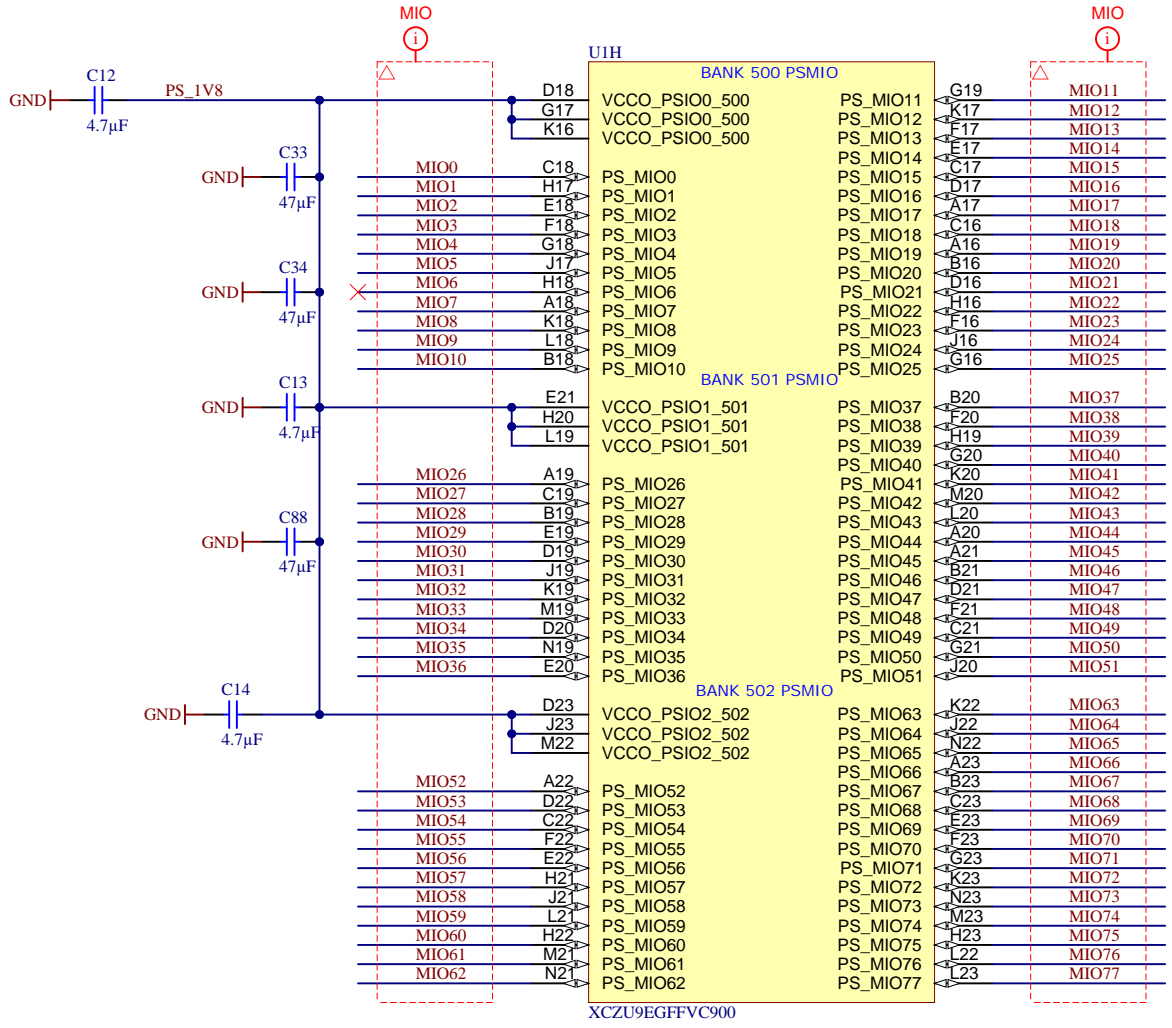 MIO
i
MIO
i
U1H
BANK 500 PSMIO
C12
GND
PS_1V8
4.7µF
D18 VCCO_PSIO0_500 PS_MIO11 G19 MIO11
G17 VCCO_PSIO0_500 PS_MIO12 K17 MIO12
K16 VCCO_PSIO0_500 PS_MIO13 F17 MIO13
PS_MIO14 E17 MIO14
C33
GND
47µF
MIO0 C18 PS_MIO0 PS_MIO15 C17 MIO15
MIO1 H17 PS_MIO1 PS_MIO16 D17 MIO16
MIO2 E18 PS_MIO2 PS_MIO17 A17 MIO17
MIO3 F18 PS_MIO3 PS_MIO18 C16 MIO18
MIO4 G18 PS_MIO4 PS_MIO19 A16 MIO19
MIO5 J17 PS_MIO5 PS_MIO20 B16 MIO20
C34
GND
47µF
MIO6 H18 PS_MIO6 PS_MIO21 D16 MIO21
MIO7 A18 PS_MIO7 PS_MIO22 H16 MIO22
MIO8 K18 PS_MIO8 PS_MIO23 F16 MIO23
MIO9 L18 PS_MIO9 PS_MIO24 J16 MIO24
MIO10 B18 PS_MIO10 PS_MIO25 G16 MIO25
BANK 501 PSMIO
C13
GND
4.7µF
E21 VCCO_PSIO1_501 PS_MIO37 B20 MIO37
H20 VCCO_PSIO1_501 PS_MIO38 F20 MIO38
L19 VCCO_PSIO1_501 PS_MIO39 H19 MIO39
PS_MIO40 G20 MIO40
MIO26 A19 PS_MIO26 PS_MIO41 K20 MIO41
MIO27 C19 PS_MIO27 PS_MIO42 M20 MIO42
MIO28 B19 PS_MIO28 PS_MIO43 L20 MIO43
C88
GND
47µF
MIO29 E19 PS_MIO29 PS_MIO44 A20 MIO44
MIO30 D19 PS_MIO30 PS_MIO45 A21 MIO45
MIO31 J19 PS_MIO31 PS_MIO46 B21 MIO46
MIO32 K19 PS_MIO32 PS_MIO47 D21 MIO47
MIO33 M19 PS_MIO33 PS_MIO48 F21 MIO48
MIO34 D20 PS_MIO34 PS_MIO49 C21 MIO49
MIO35 N19 PS_MIO35 PS_MIO50 G21 MIO50
MIO36 E20 PS_MIO36 PS_MIO51 J20 MIO51
BANK 502 PSMIO
C14
GND
4.7µF
D23 VCCO_PSIO2_502 PS_MIO63 K22 MIO63
J23 VCCO_PSIO2_502 PS_MIO64 J22 MIO64
M22 VCCO_PSIO2_502 PS_MIO65 N22 MIO65
PS_MIO66 A23 MIO66
MIO52 A22 PS_MIO52 PS_MIO67 B23 MIO67
MIO53 D22 PS_MIO53 PS_MIO68 C23 MIO68
MIO54 C22 PS_MIO54 PS_MIO69 E23 MIO69
MIO55 F22 PS_MIO55 PS_MIO70 F23 MIO70
MIO56 E22 PS_MIO56 PS_MIO71 G23 MIO71
MIO57 H21 PS_MIO57 PS_MIO72 K23 MIO72
MIO58 J21 PS_MIO58 PS_MIO73 N23 MIO73
MIO59 L21 PS_MIO59 PS_MIO74 M23 MIO74
MIO60 H22 PS_MIO60 PS_MIO75 H23 MIO75
MIO61 M21 PS_MIO61 PS_MIO76 L22 MIO76
MIO62 N21 PS_MIO62 PS_MIO77 L23 MIO77
XCZU9EGFFVC900